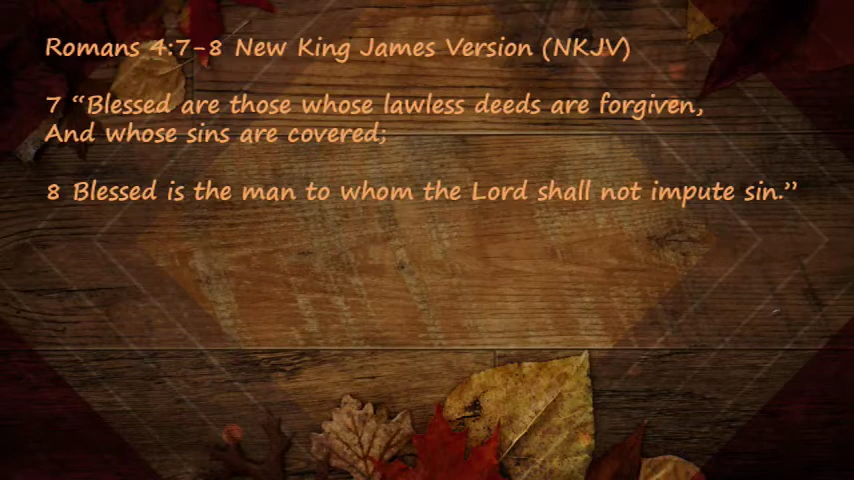 Romans 4:7-8 New King James Version (NKJV)
7 “Blessed are those whose lawless deeds are forgiven,
And whose sins are covered;
8 Blessed is the man to whom the Lord shall not impute sin.”